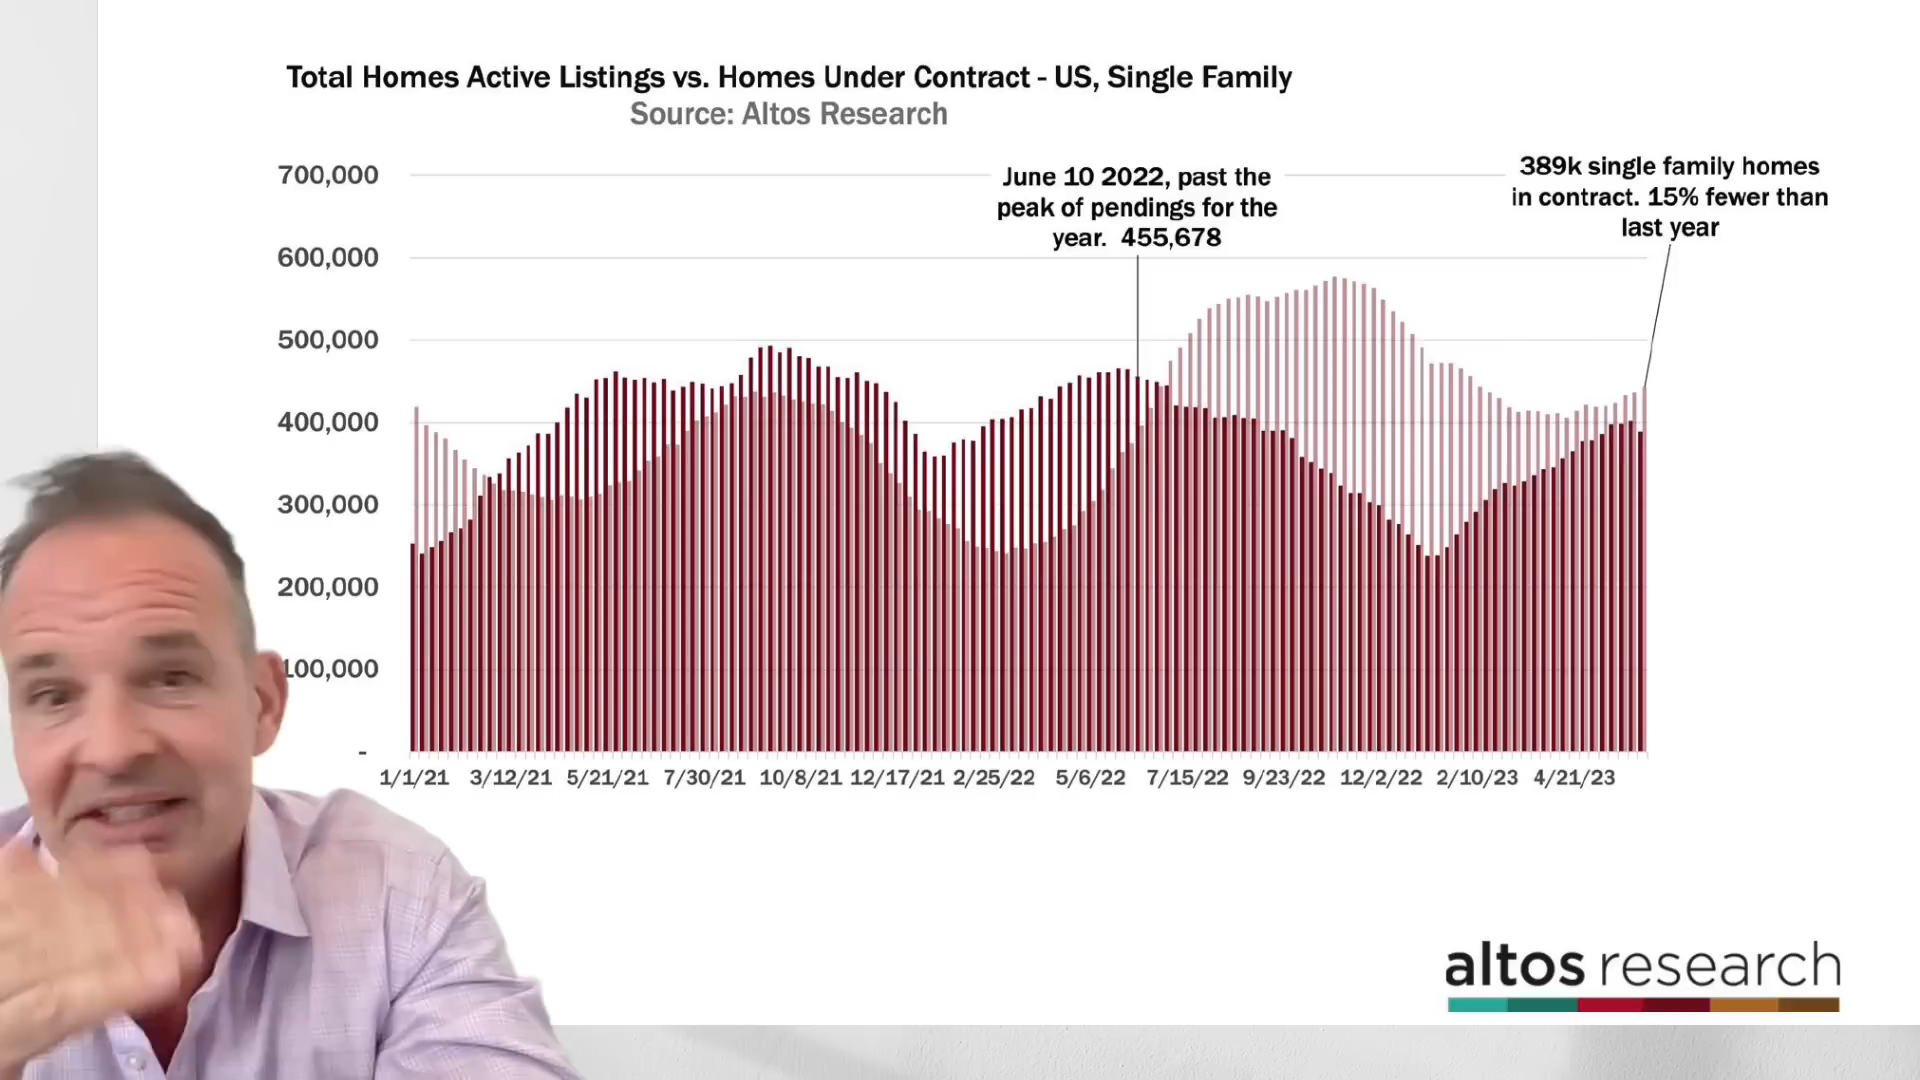 Total Homes Active Listings vs. Homes Under Contract - US, Single Family
Source: Altos Research
700,000
600,000
500,000
400,000
300,000
200,000
100,000
-
June 10 2022, past the
peak of pendings for the
year. 455,678
389k single family homes
in contract. 15% fewer than
last year
1/1/21 3/12/21 5/21/21 7/30/21 10/8/21 12/17/21 2/25/22 5/6/22 7/15/22 9/23/22 12/2/22 2/10/23 4/21/23
altos research